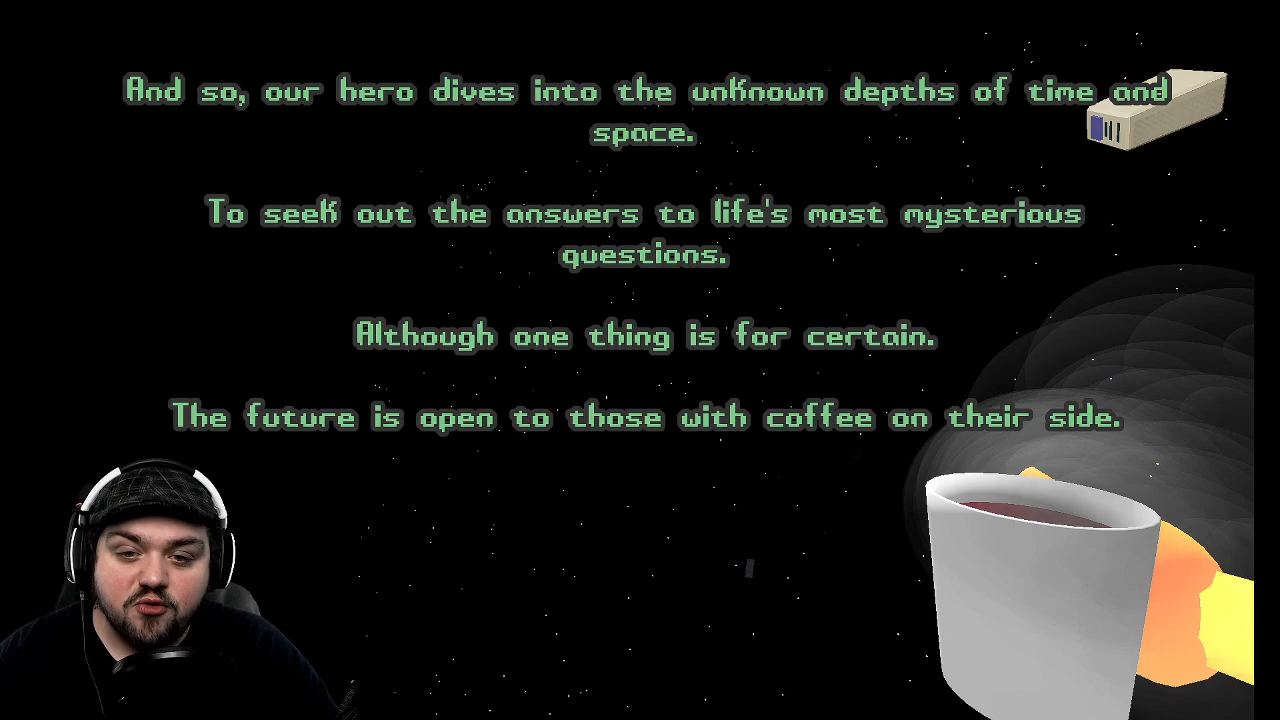 And so, our hero dives into the unknown depths of time and
space.
To seek out the answers to life's most mysterious
questions.
Although one thing is for certain.
The future is open to those with coffee on their side.